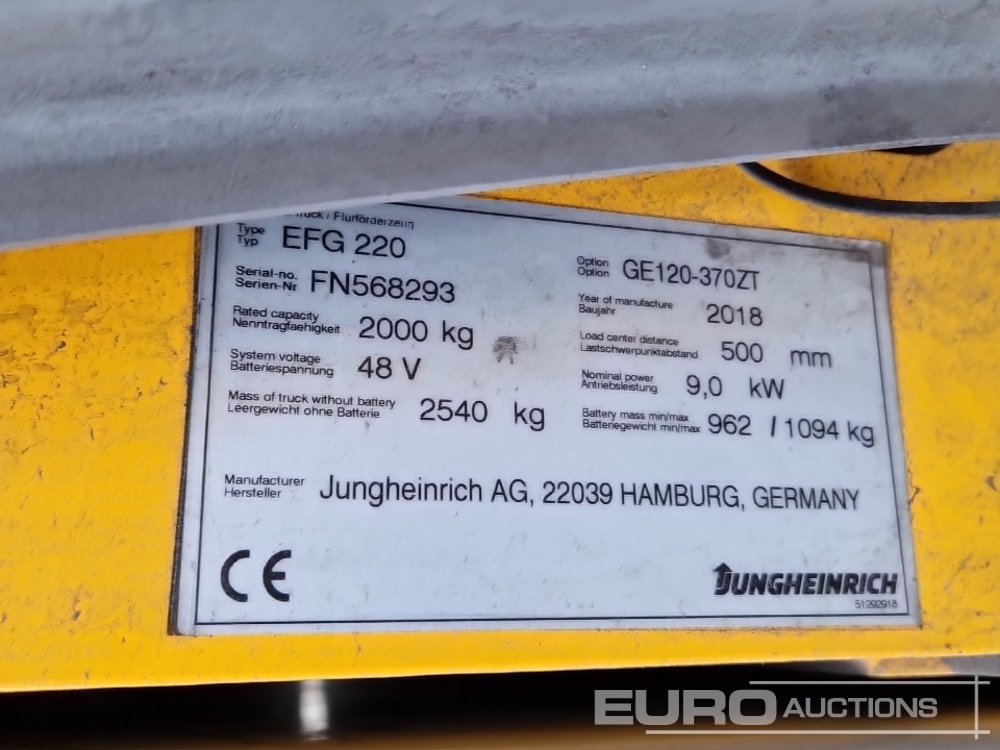 Truck / Flurförderzeug
Type
Typ EFG 220
Option
Option GE120-370ZT
Serial-no.
Serien-Nr. FN568293
Year of manufacture
Baujahr 2018
Rated capacity
Nenntragfaehigkeit 2000 kg
Load center distance
Lastschwerpunktabstand 500 mm
System voltage
Batteriespannung 48 V
Nominal power
Antriebsleistung 9,0 kW
Mass of truck without battery
Leergewicht ohne Batterie 2540 kg
Battery mass min/max
Batteriegewicht min/max 962 / 1094 kg
Manufacturer
Hersteller Jungheinrich AG, 22039 HAMBURG, GERMANY
CE
JUNGHEINRICH
51292918
EURO AUCTIONS